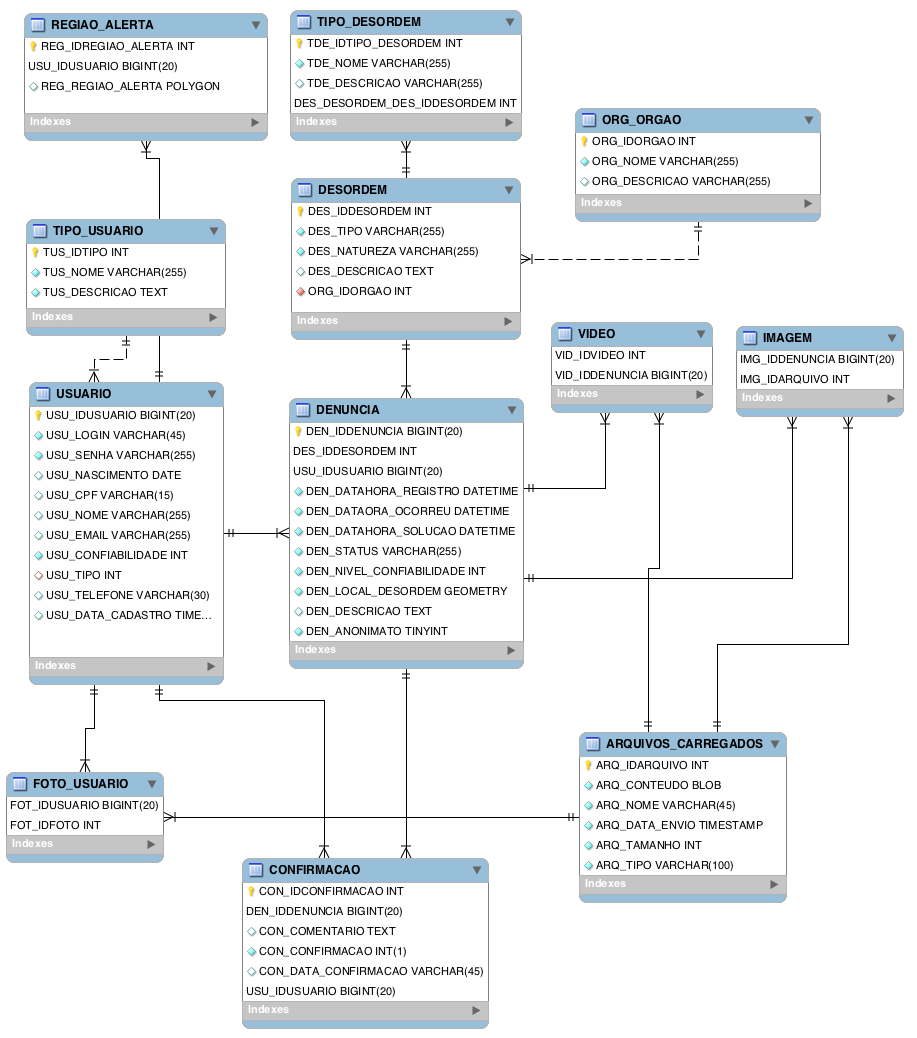 REGIAO_ALERTA
REG_IDREGIAO_ALERTA INT
USU_IDUSUARIO BIGINT(20)
REG_REGIAO_ALERTA POLYGON
Indexes
TIPO_DESORDEM
TDE_IDTIPO_DESORDEM INT
TDE_NOME VARCHAR(255)
TDE_DESCRICAO VARCHAR(255)
DES_DESORDEM_DES_IDDESORDEM INT
Indexes
ORG_ORGAO
ORG_IDORGAO INT
ORG_NOME VARCHAR(255)
ORG_DESCRICAO VARCHAR(255)
Indexes
TIPO_USUARIO
TUS_IDTIPO INT
TUS_NOME VARCHAR(255)
TUS_DESCRICAO TEXT
Indexes
DESORDEM
DES_IDDESORDEM INT
DES_TIPO VARCHAR(255)
DES_NATUREZA VARCHAR(255)
DES_DESCRICAO TEXT
ORG_IDORGAO INT
Indexes
VIDEO
VID_IDVIDEO INT
VID_IDDENUNCIA BIGINT(20)
Indexes
IMAGEM
IMG_IDDENUNCIA BIGINT(20)
IMG_IDARQUIVO INT
Indexes
USUARIO
USU_IDUSUARIO BIGINT(20)
USU_LOGIN VARCHAR(45)
USU_SENHA VARCHAR(255)
USU_NASCIMENTO DATE
USU_CPF VARCHAR(15)
USU_NOME VARCHAR(255)
USU_EMAIL VARCHAR(255)
USU_CONFIABILIDADE INT
USU_TIPO INT
USU_TELEFONE VARCHAR(30)
USU_DATA_CADASTRO TIME...
Indexes
DENUNCIA
DEN_IDDENUNCIA BIGINT(20)
DES_IDDESORDEM INT
USU_IDUSUARIO BIGINT(20)
DEN_DATAHORA_REGISTRO DATETIME
DEN_DATAORA_OCORREU DATETIME
DEN_DATAHORA_SOLUCAO DATETIME
DEN_STATUS VARCHAR(255)
DEN_NIVEL_CONFIABILIDADE INT
DEN_LOCAL_DESORDEM GEOMETRY
DEN_DESCRICAO TEXT
DEN_ANONIMATO TINYINT
Indexes
FOTO_USUARIO
FOT_IDUSUARIO BIGINT(20)
FOT_IDFOTO INT
Indexes
ARQUIVOS_CARREGADOS
ARQ_IDARQUIVO INT
ARQ_CONTEUDO BLOB
ARQ_NOME VARCHAR(45)
ARQ_DATA_ENVIO TIMESTAMP
ARQ_TAMANHO INT
ARQ_TIPO VARCHAR(100)
Indexes
CONFIRMACAO
CON_IDCONFIRMACAO INT
DEN_IDDENUNCIA BIGINT(20)
CON_COMENTARIO TEXT
CON_CONFIRMACAO INT(1)
CON_DATA_CONFIRMACAO VARCHAR(45)
USU_IDUSUARIO BIGINT(20)
Indexes